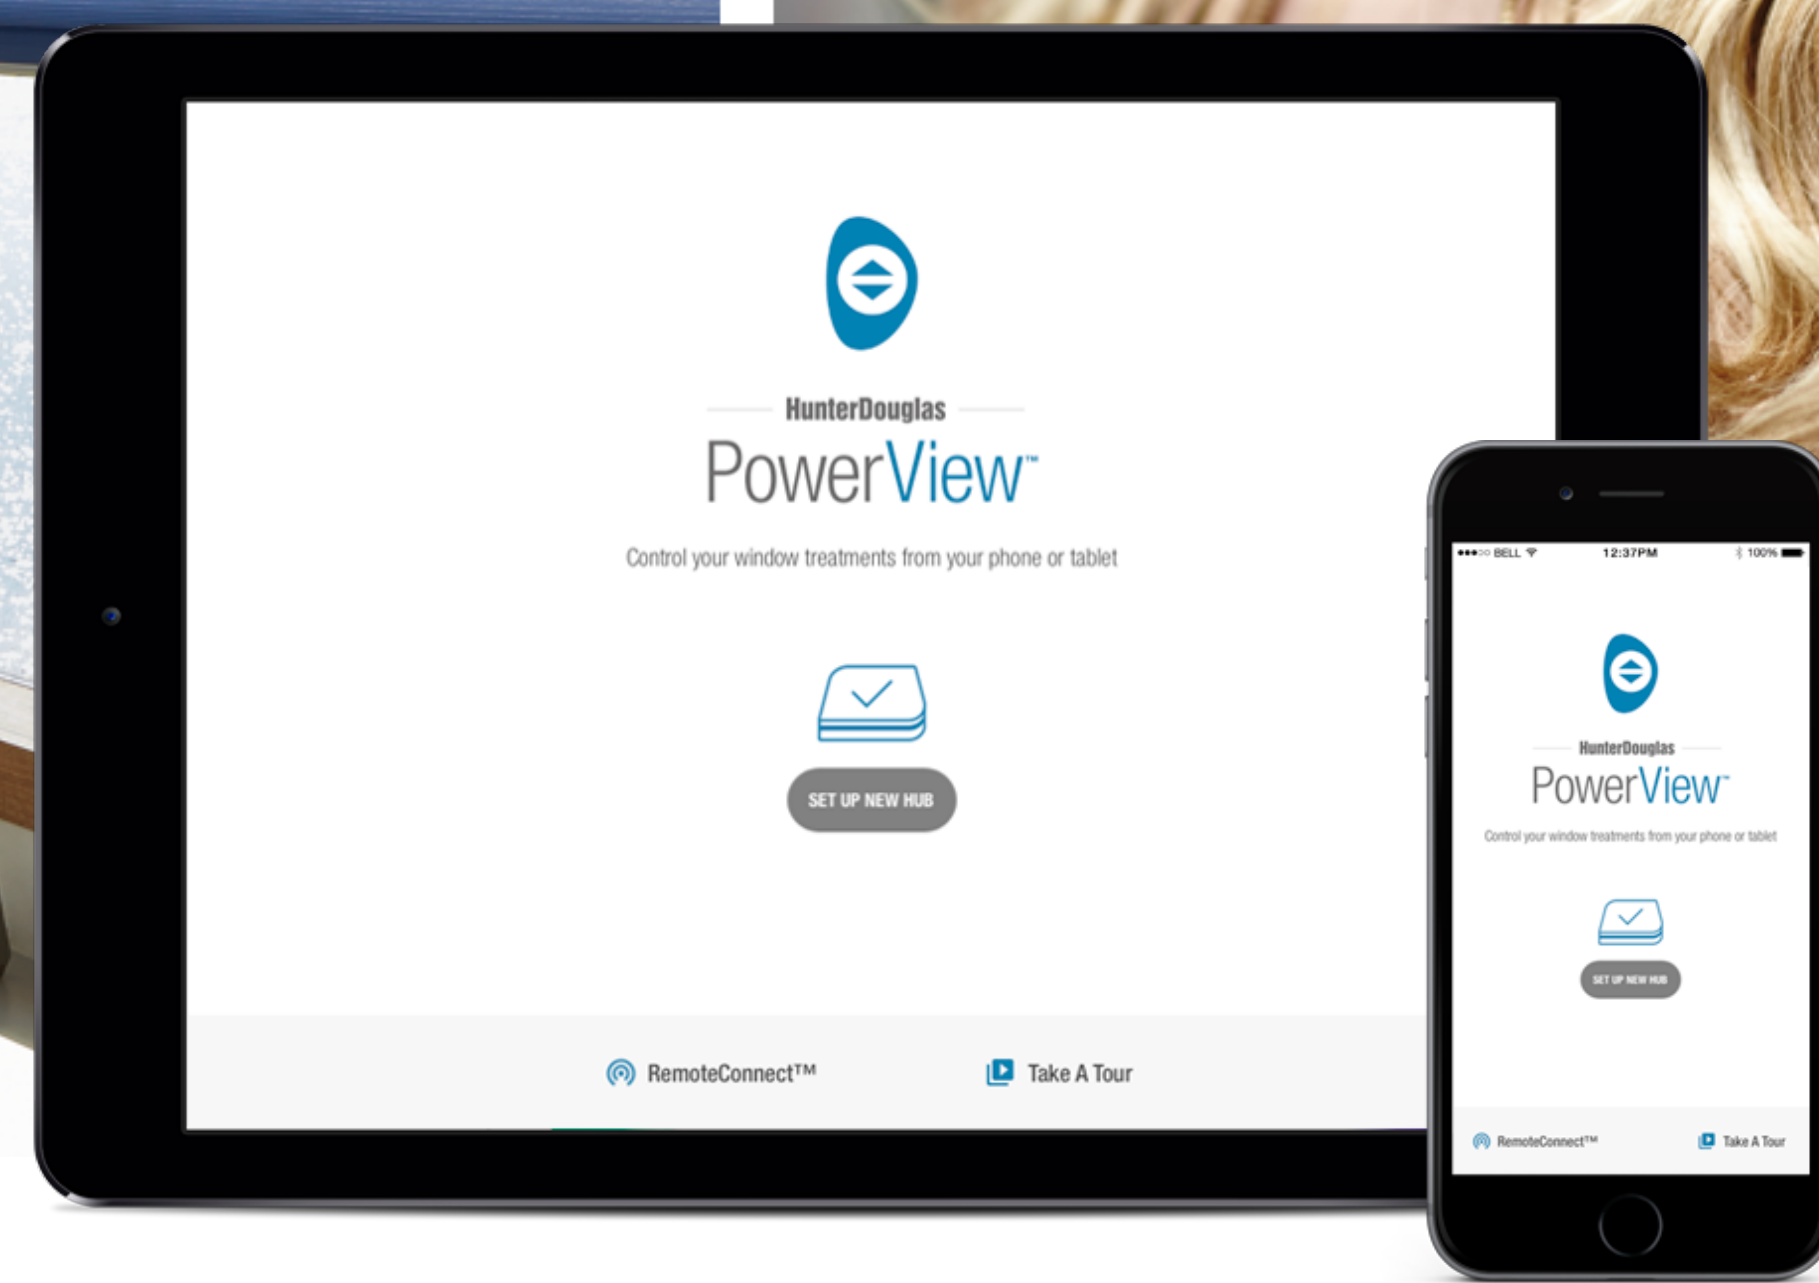 HunterDouglas
PowerView™
Control your window treatments from your phone or tablet
SET UP NEW HUB
RemoteConnect™
Take A Tour
BELL 12:37PM 100%
HunterDouglas
PowerView™
Control your window treatments from your phone or tablet
SET UP NEW HUB
RemoteConnect™
Take A Tour